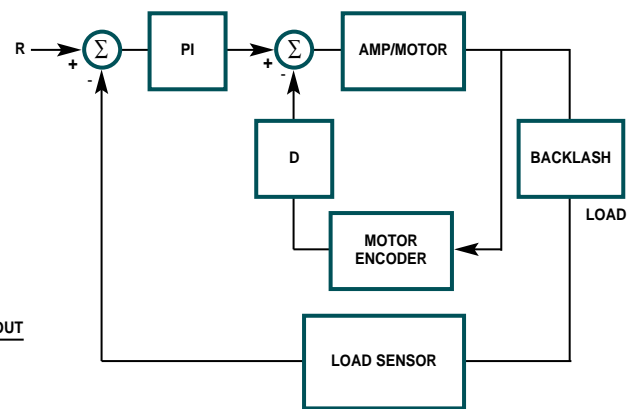 R
+
-
Σ
PI
+
-
Σ
AMP/MOTOR
D
BACKLASH
LOAD
MOTOR
ENCODER
OUT
LOAD SENSOR